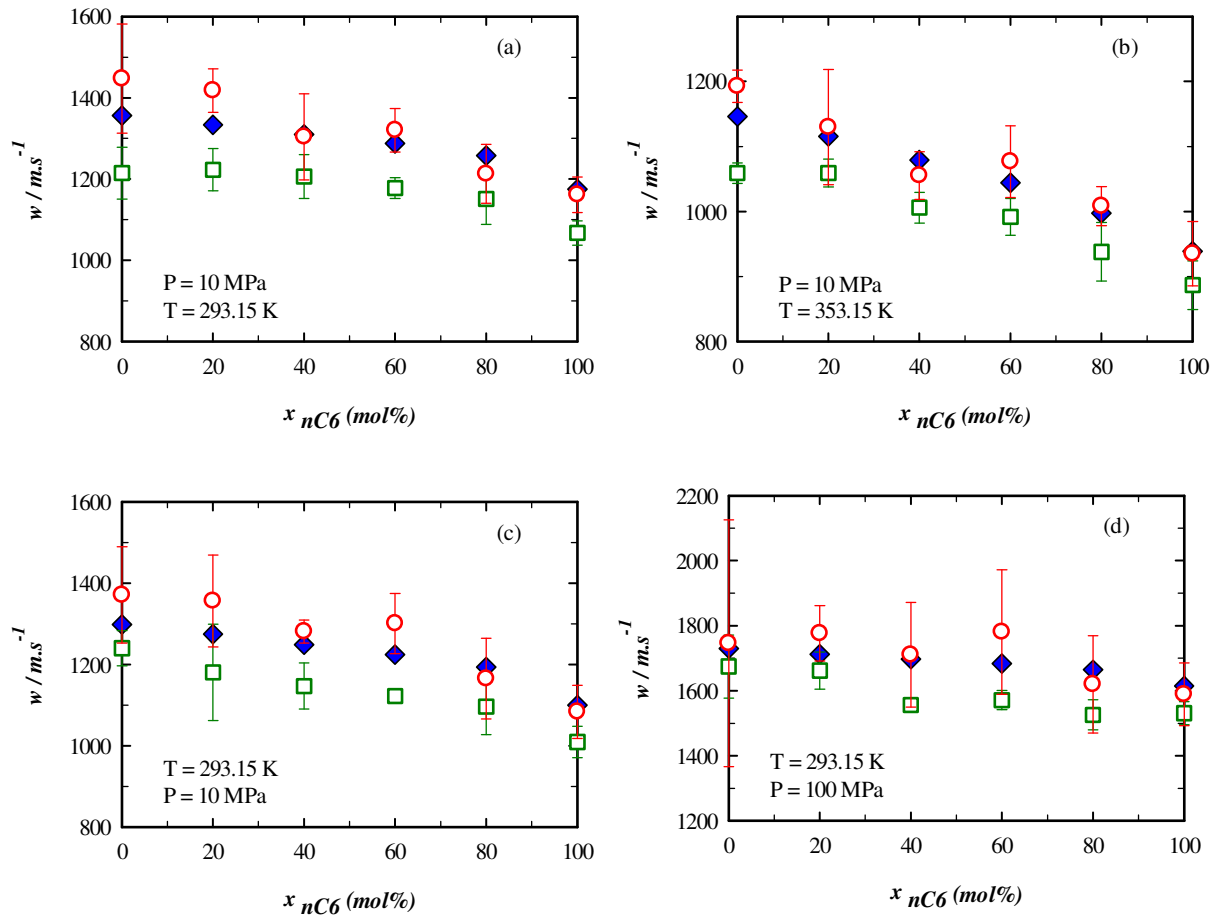 1600
1400
1200
1000
800
w / m.s-1
(a)
P = 10 MPa
T = 293.15 K
0 20 40 60 80 100
x nC6 (mol%)
1200
1000
800
w / m.s-1
(b)
P = 10 MPa
T = 353.15 K
0 20 40 60 80 100
x nC6 (mol%)
1600
1400
1200
1000
800
w / m.s-1
(c)
T = 293.15 K
P = 10 MPa
0 20 40 60 80 100
x nC6 (mol%)
2200
2000
1800
1600
1400
1200
w / m.s-1
(d)
T = 293.15 K
P = 100 MPa
0 20 40 60 80 100
x nC6 (mol%)